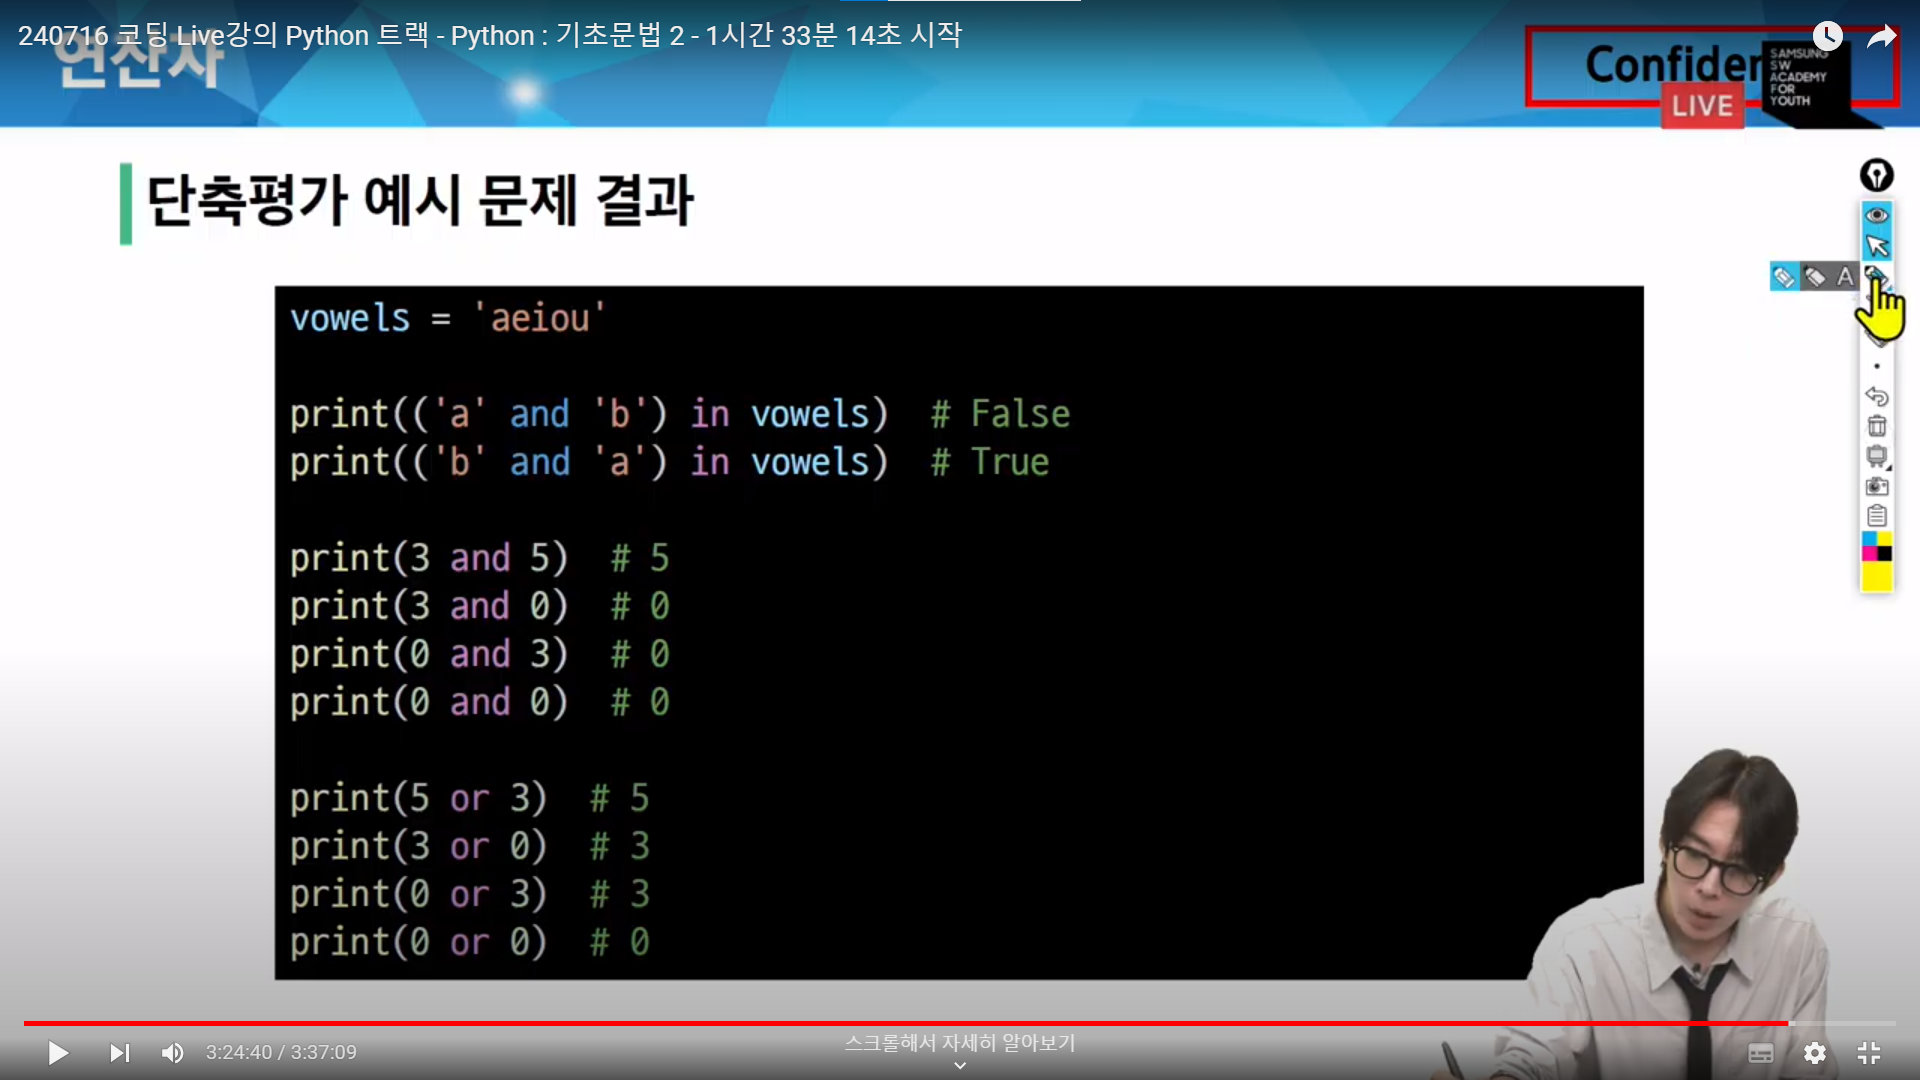 240716 코딩 Live강의 Python 트랙 - Python : 기초문법 2 - 1시간 33분 14초 시작
연산자
Confiden
SAMSUNG
SW
ACADEMY
FOR
YOUTH
LIVE
단축평가 예시 문제 결과
A
vowels = 'aeiou'
print(('a' and 'b') in vowels)  # False
print(('b' and 'a') in vowels)  # True
print(3 and 5)  # 5
print(3 and 0)  # 0
print(0 and 3)  # 0
print(0 and 0)  # 0
print(5 or 3)  # 5
print(3 or 0)  # 3
print(0 or 3)  # 3
print(0 or 0)  # 0
스크롤해서 자세히 알아보기
3:24:40 / 3:37:09